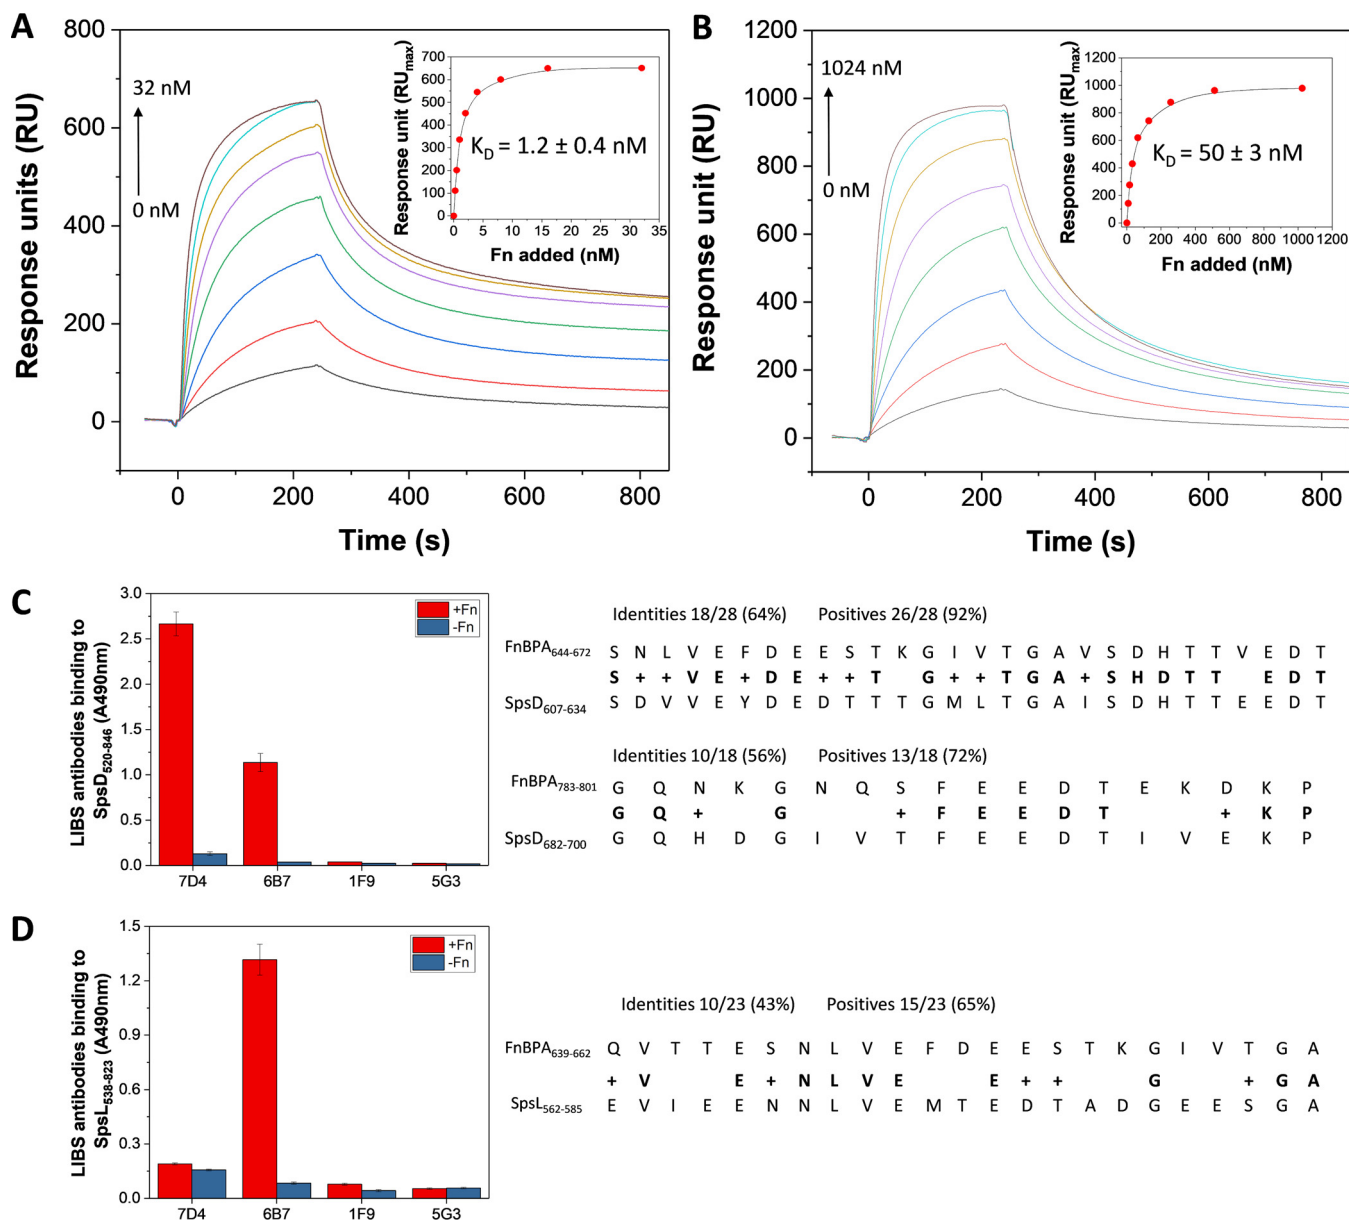 A
800
600
400
200
0
Response units (RU)
32 nM
0 nM
0
200
400
600
800
Time (s)
700
600
500
400
300
200
100
0
Response unit (RUmax)
KD = 1.2 ± 0.4 nM
0 5 10 15 20 25 30 35
Fn added (nM)
B
1200
1000
800
600
400
200
0
Response unit (RU)
1024 nM
0 nM
0
200
400
600
800
Time (s)
1200
1000
800
600
400
200
0
Response unit (RUmax)
KD = 50 ± 3 nM
0 200 400 600 800 1000 1200
Fn added (nM)
C
LIBS antibodies binding to
SpsD520-846 (A490nm)
3.0
2.5
2.0
1.5
1.0
0.5
0.0
+Fn
-Fn
7D4 6B7 1F9 5G3
Identities 18/28 (64%) Positives 26/28 (92%)
FnBPA644-672 S N L V E F D E E S T K G I V T G A V S D H T T V E D T
S + + V E + D E + + T G + + T G A + S H D T T E D T
SpsD607-634 S D V V E Y D E D T T T G M L T G A I S D H T T E E D T
Identities 10/18 (56%) Positives 13/18 (72%)
FnBPA783-801 G Q N K G N Q S F E E D T E K D K P
G Q + G + F E E D T + K P
SpsD682-700 G Q H D G I V T F E E D T I V E K P
D
LIBS antibodies binding to
SpsL538-823 (A490nm)
1.5
1.2
0.9
0.6
0.3
0.0
+Fn
-Fn
7D4 6B7 1F9 5G3
Identities 10/23 (43%) Positives 15/23 (65%)
FnBPA639-662 Q V T T E S N L V E F D E E S T K G I V T G A
+ V E + N L V E E + + G + G A
SpsL562-585 E V I E E N N L V E M T E D T A D G E E S G A